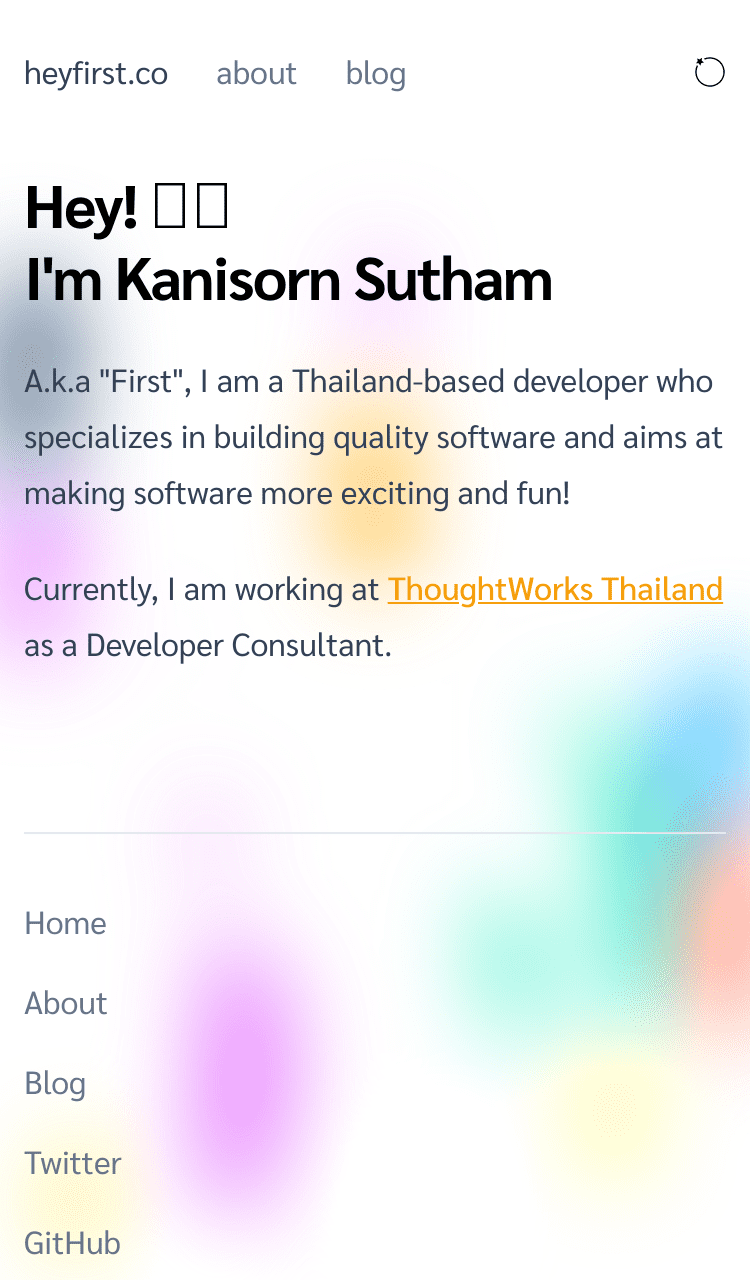 heyfirst.co about blog
Hey!
I'm Kanisorn Sutham
A.k.a "First", I am a Thailand-based developer who
specializes in building quality software and aims at
making software more exciting and fun!
Currently, I am working at ThoughtWorks Thailand
as a Developer Consultant.
Home
About
Blog
Twitter
GitHub